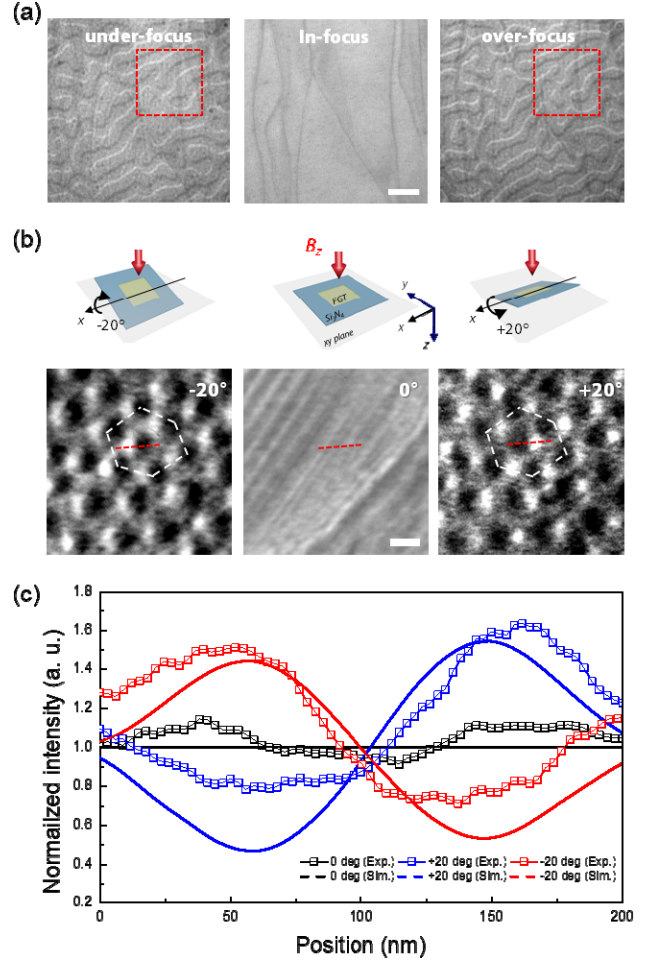 (a)
under-focus
In-focus
over-focus
(b)
Bz
-20°
x
FGT
Si3N4
xy plane
y
x
z
+20°
x
-20°
0°
+20°
(c)
Normailzed intensity (a. u.)
1.8
1.6
1.4
1.2
1.0
0.8
0.6
0.4
0.2
0 deg (Exp.) +20 deg (Exp.) -20 deg (Exp.)
0 deg (Sim.) +20 deg (Sim.) -20 deg (Sim.)
0 50 100 150 200
Position (nm)